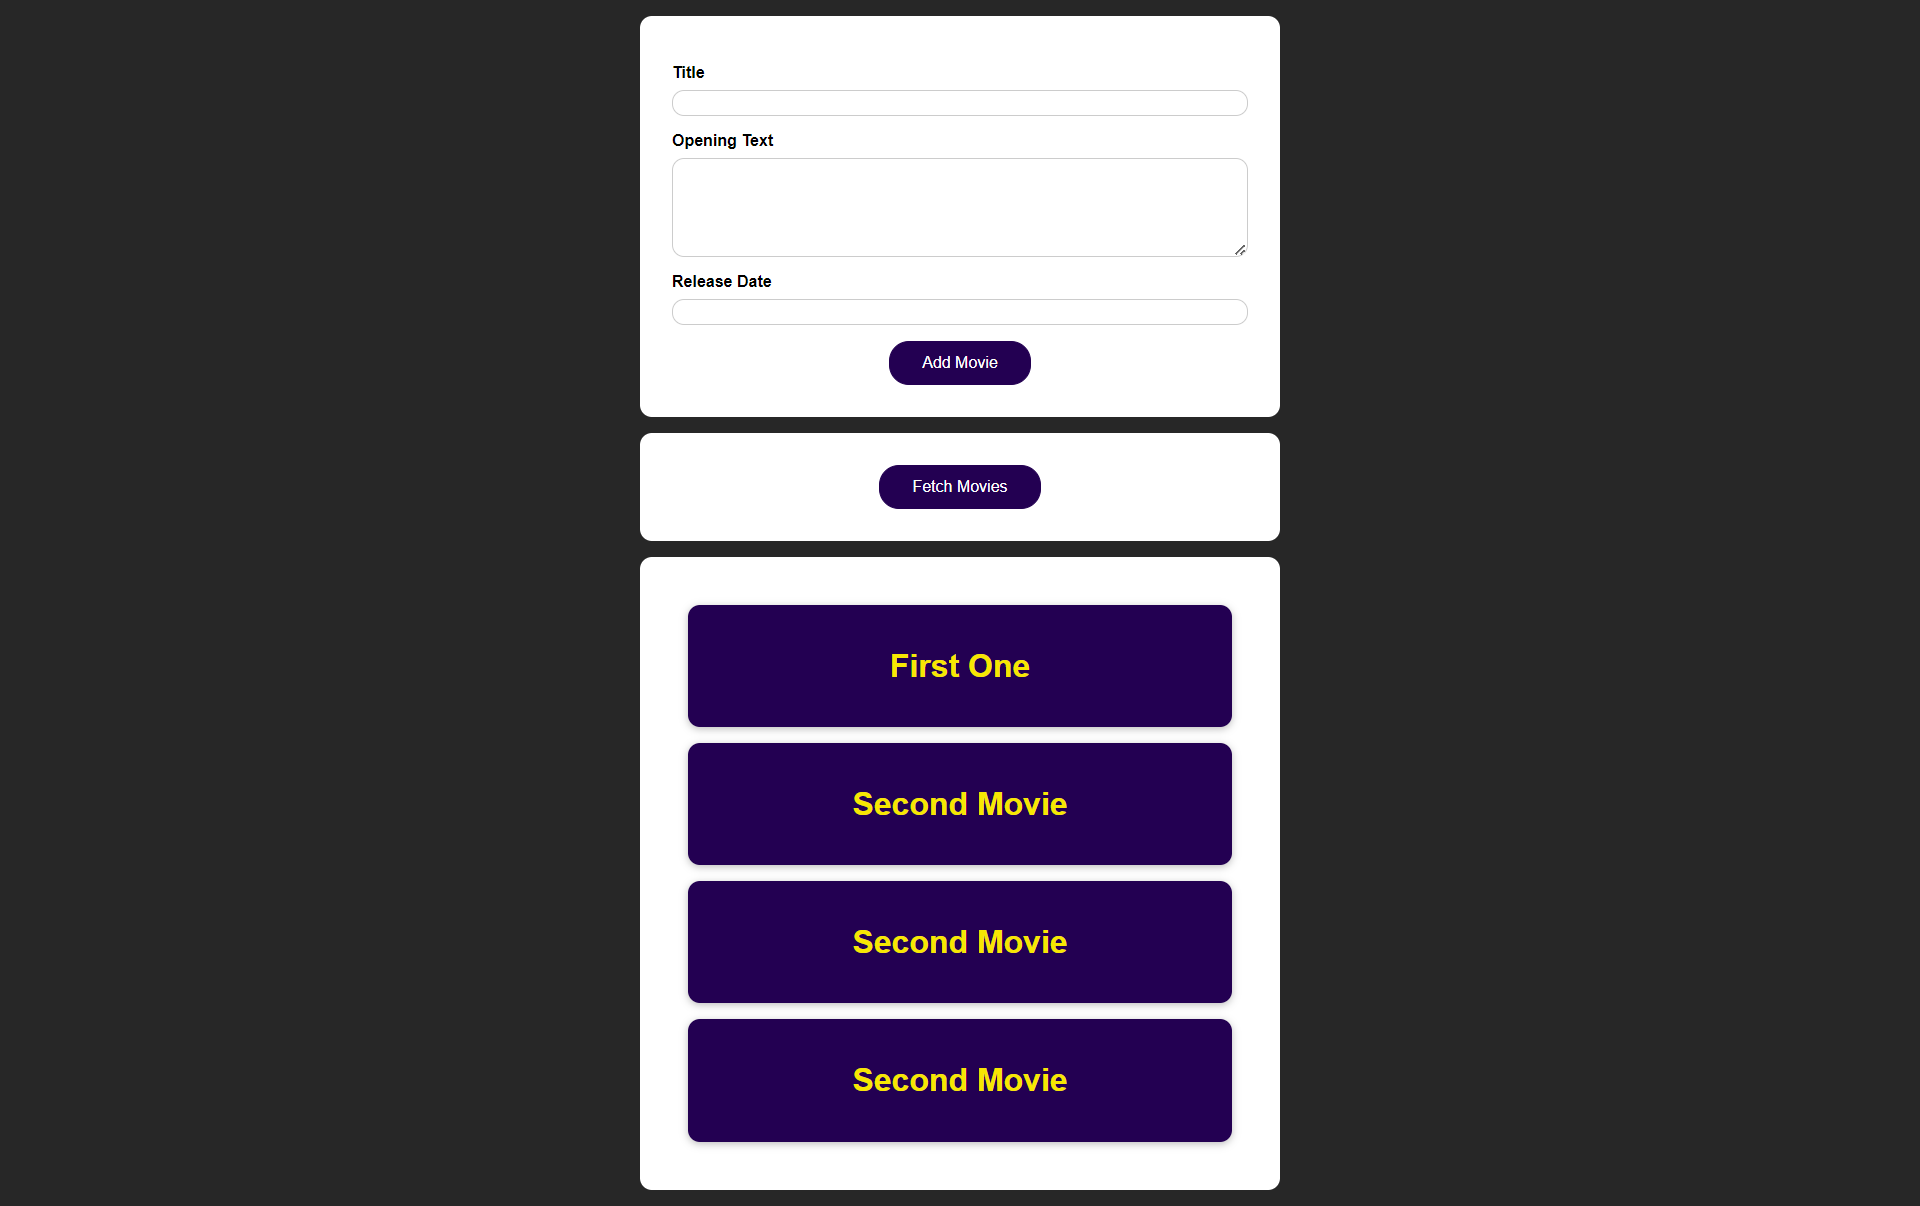 Title
Opening Text
Release Date
Add Movie
Fetch Movies
First One
Second Movie
Second Movie
Second Movie